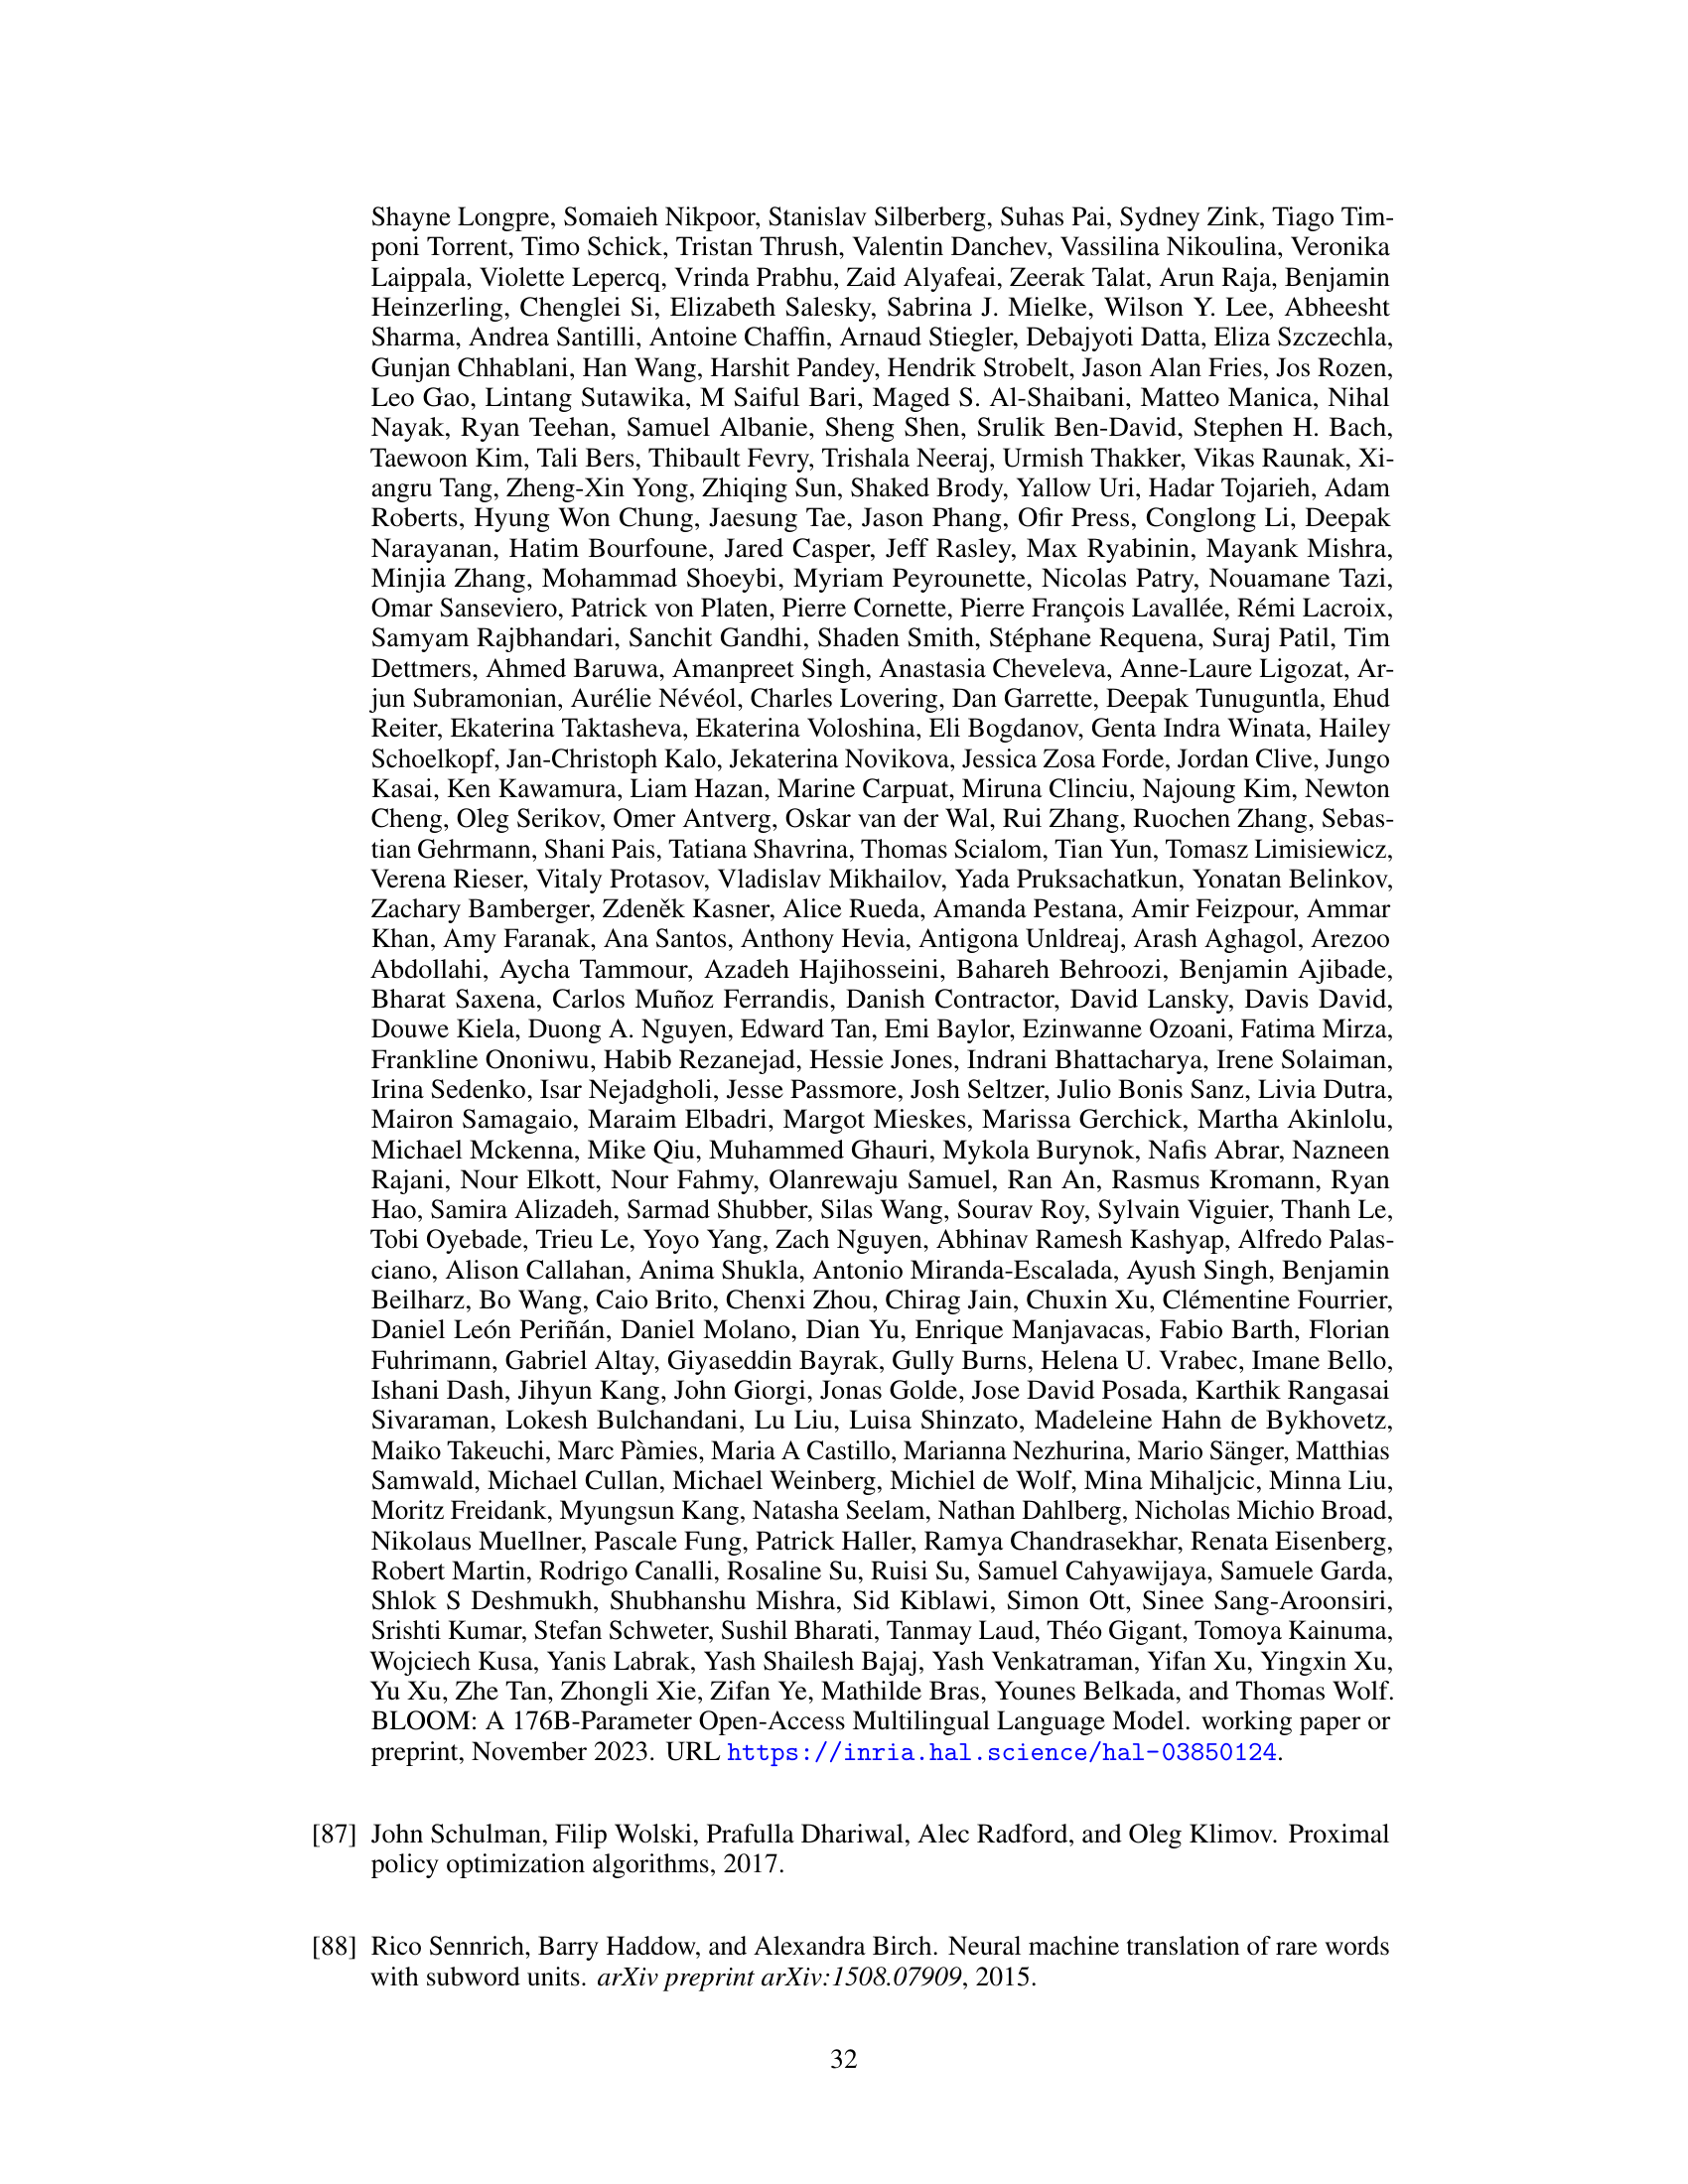 Shayne Longpre, Somaieh Nikpoor, Stanislav Silberberg, Suhas Pai, Sydney Zink, Tiago Tim-
poni Torrent, Timo Schick, Tristan Thrush, Valentin Danchev, Vassilina Nikoulina, Veronika
Laippala, Violette Lepercq, Vrinda Prabhu, Zaid Alyafeai, Zeerak Talat, Arun Raja, Benjamin
Heinzerling, Chenglei Si, Elizabeth Salesky, Sabrina J. Mielke, Wilson Y. Lee, Abheesht
Sharma, Andrea Santilli, Antoine Chaffin, Arnaud Stiegler, Debajyoti Datta, Eliza Szczechla,
Gunjan Chhablani, Han Wang, Harshit Pandey, Hendrik Strobelt, Jason Alan Fries, Jos Rozen,
Leo Gao, Lintang Sutawika, M Saiful Bari, Maged S. Al-Shaibani, Matteo Manica, Nihal
Nayak, Ryan Teehan, Samuel Albanie, Sheng Shen, Srulik Ben-David, Stephen H. Bach,
Taewoon Kim, Tali Bers, Thibault Fevry, Trishala Neeraj, Urmish Thakker, Vikas Raunak, Xi-
angru Tang, Zheng-Xin Yong, Zhiqing Sun, Shaked Brody, Yallow Uri, Hadar Tojarieh, Adam
Roberts, Hyung Won Chung, Jaesung Tae, Jason Phang, Ofir Press, Conglong Li, Deepak
Narayanan, Hatim Bourfoune, Jared Casper, Jeff Rasley, Max Ryabinin, Mayank Mishra,
Minjia Zhang, Mohammad Shoeybi, Myriam Peyrounette, Nicolas Patry, Nouamane Tazi,
Omar Sanseviero, Patrick von Platen, Pierre Cornette, Pierre François Lavallée, Rémi Lacroix,
Samyam Rajbhandari, Sanchit Gandhi, Shaden Smith, Stéphane Requena, Suraj Patil, Tim
Dettmers, Ahmed Baruwa, Amanpreet Singh, Anastasia Cheveleva, Anne-Laure Ligozat, Ar-
jun Subramonian, Aurélie Névéol, Charles Lovering, Dan Garrette, Deepak Tunuguntla, Ehud
Reiter, Ekaterina Taktasheva, Ekaterina Voloshina, Eli Bogdanov, Genta Indra Winata, Hailey
Schoelkopf, Jan-Christoph Kalo, Jekaterina Novikova, Jessica Zosa Forde, Jordan Clive, Jungo
Kasai, Ken Kawamura, Liam Hazan, Marine Carpuat, Miruna Clinciu, Najoung Kim, Newton
Cheng, Oleg Serikov, Omer Antverg, Oskar van der Wal, Rui Zhang, Ruochen Zhang, Sebas-
tian Gehrmann, Shani Pais, Tatiana Shavrina, Thomas Scialom, Tian Yun, Tomasz Limisiewicz,
Verena Rieser, Vitaly Protasov, Vladislav Mikhailov, Yada Pruksachatkun, Yonatan Belinkov,
Zachary Bamberger, Zdeněk Kasner, Alice Rueda, Amanda Pestana, Amir Feizpour, Ammar
Khan, Amy Faranak, Ana Santos, Anthony Hevia, Antigona Unldreaj, Arash Aghagol, Arezoo
Abdollahi, Aycha Tammour, Azadeh Hajihosseini, Bahareh Behroozi, Benjamin Ajibade,
Bharat Saxena, Carlos Muñoz Ferrandis, Danish Contractor, David Lansky, Davis David,
Douwe Kiela, Duong A. Nguyen, Edward Tan, Emi Baylor, Ezinwanne Ozoani, Fatima Mirza,
Frankline Ononiwu, Habib Rezanejad, Hessie Jones, Indrani Bhattacharya, Irene Solaiman,
Irina Sedenko, Isar Nejadgholi, Jesse Passmore, Josh Seltzer, Julio Bonis Sanz, Livia Dutra,
Mairon Samagaio, Maraim Elbadri, Margot Mieskes, Marissa Gerchick, Martha Akinlolu,
Michael Mckenna, Mike Qiu, Muhammed Ghauri, Mykola Burynok, Nafis Abrar, Nazneen
Rajani, Nour Elkott, Nour Fahmy, Olanrewaju Samuel, Ran An, Rasmus Kromann, Ryan
Hao, Samira Alizadeh, Sarmad Shubber, Silas Wang, Sourav Roy, Sylvain Viguier, Thanh Le,
Tobi Oyebade, Trieu Le, Yoyo Yang, Zach Nguyen, Abhinav Ramesh Kashyap, Alfredo Palas-
ciano, Alison Callahan, Anima Shukla, Antonio Miranda-Escalada, Ayush Singh, Benjamin
Beilharz, Bo Wang, Caio Brito, Chenxi Zhou, Chirag Jain, Chuxin Xu, Clémentine Fourrier,
Daniel León Periñán, Daniel Molano, Dian Yu, Enrique Manjavacas, Fabio Barth, Florian
Fuhrimann, Gabriel Altay, Giyaseddin Bayrak, Gully Burns, Helena U. Vrabec, Imane Bello,
Ishani Dash, Jihyun Kang, John Giorgi, Jonas Golde, Jose David Posada, Karthik Rangasai
Sivaraman, Lokesh Bulchandani, Lu Liu, Luisa Shinzato, Madeleine Hahn de Bykhovetz,
Maiko Takeuchi, Marc Pàmies, Maria A Castillo, Marianna Nezhurina, Mario Sänger, Matthias
Samwald, Michael Cullan, Michael Weinberg, Michiel de Wolf, Mina Mihaljcic, Minna Liu,
Moritz Freidank, Myungsun Kang, Natasha Seelam, Nathan Dahlberg, Nicholas Michio Broad,
Nikolaus Muellner, Pascale Fung, Patrick Haller, Ramya Chandrasekhar, Renata Eisenberg,
Robert Martin, Rodrigo Canalli, Rosaline Su, Ruisi Su, Samuel Cahyawijaya, Samuele Garda,
Shlok S Deshmukh, Shubhanshu Mishra, Sid Kiblawi, Simon Ott, Sinee Sang-Aroonsiri,
Srishti Kumar, Stefan Schweter, Sushil Bharati, Tanmay Laud, Théo Gigant, Tomoya Kainuma,
Wojciech Kusa, Yanis Labrak, Yash Shailesh Bajaj, Yash Venkatraman, Yifan Xu, Yingxin Xu,
Yu Xu, Zhe Tan, Zhongli Xie, Zifan Ye, Mathilde Bras, Younes Belkada, and Thomas Wolf.
BLOOM: A 176B-Parameter Open-Access Multilingual Language Model. working paper or
preprint, November 2023. URL https://inria.hal.science/hal-03850124.
[87] John Schulman, Filip Wolski, Prafulla Dhariwal, Alec Radford, and Oleg Klimov. Proximal
policy optimization algorithms, 2017.
[88] Rico Sennrich, Barry Haddow, and Alexandra Birch. Neural machine translation of rare words
with subword units. arXiv preprint arXiv:1508.07909, 2015.
32